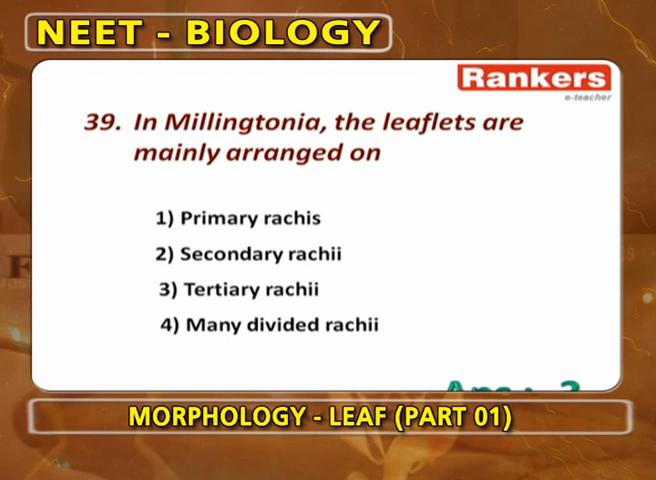 NEET - BIOLOGY
Rankers
e-teacher
39. In Millingtonia, the leaflets are
mainly arranged on
1) Primary rachis
2) Secondary rachii
3) Tertiary rachii
4) Many divided rachii
MORPHOLOGY - LEAF (PART 01)